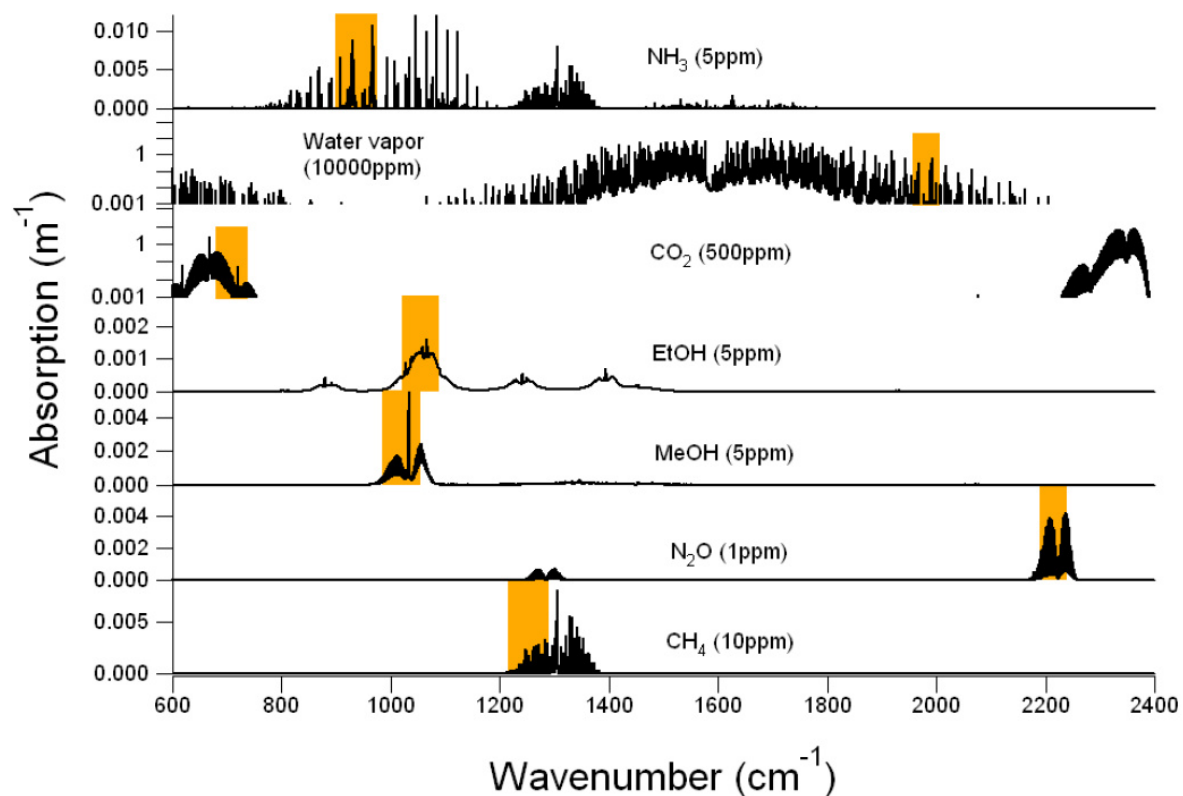 0.010
0.005
0.000
NH₃ (5ppm)
Water vapor
(10000ppm)
1
0.001
1
0.001
CO₂ (500ppm)
0.002
0.001
0.000
EtOH (5ppm)
0.004
0.002
0.000
MeOH (5ppm)
0.004
0.002
0.000
N₂O (1ppm)
0.005
0.000
CH₄ (10ppm)
Absorption (m⁻¹)
600 800 1000 1200 1400 1600 1800 2000 2200 2400
Wavenumber (cm⁻¹)